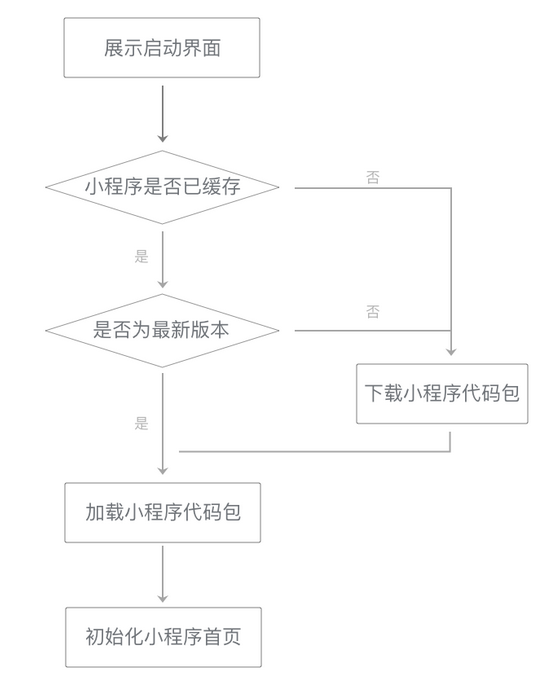 展示启动界面
小程序是否已缓存
否
是
是否为最新版本
否
下载小程序代码包
是
加载小程序代码包
初始化小程序首页